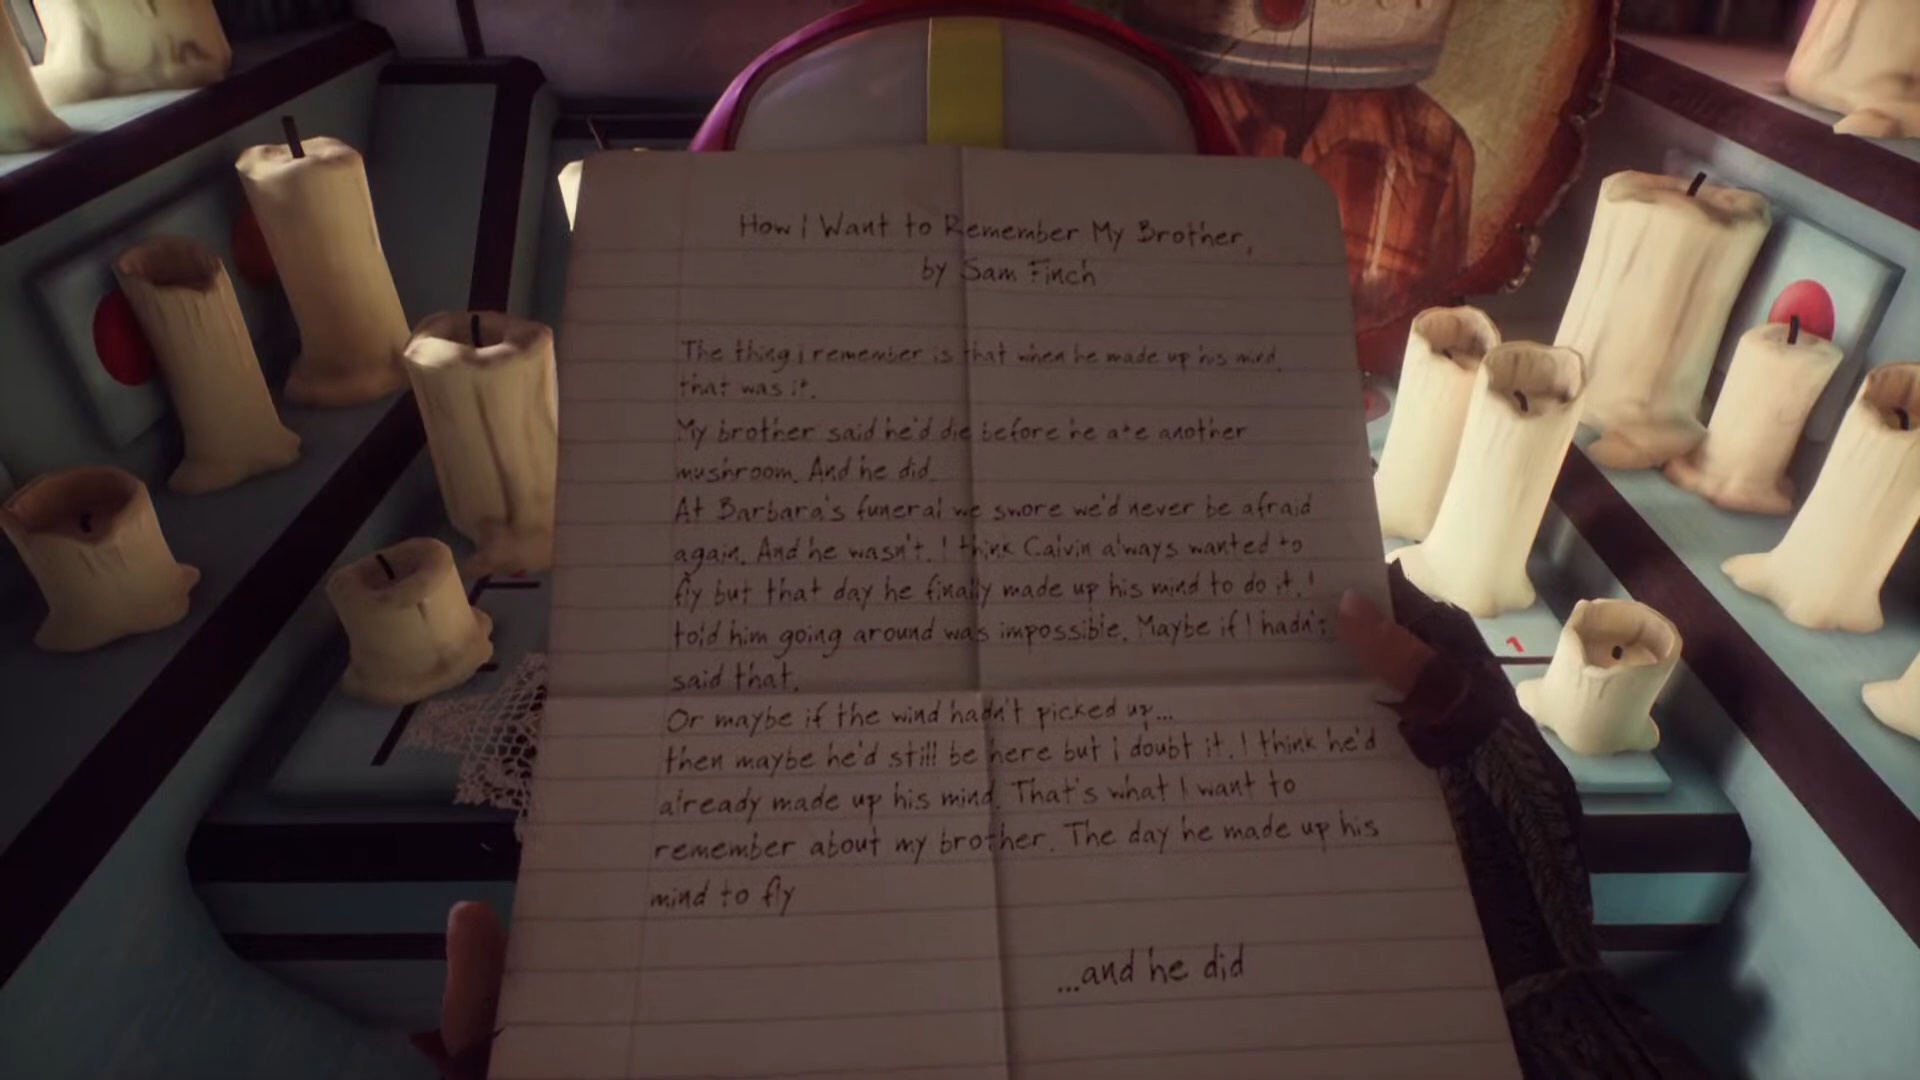 How I Want to Remember My Brother,
by Sam Finch
The thing i remember is that when he made up his mind,
that was it.
My brother said he'd die before he ate another
mushroom. And he did.
At Barbara's funeral we swore we'd never be afraid
again. And he wasn't. I think Calvin always wanted to
fly but that day he finally made up his mind to do it. I
told him going around was impossible. Maybe if I hadn't
said that.
Or maybe if the wind hadn't picked up...
then maybe he'd still be here but i doubt it. I think he'd
already made up his mind. That's what I want to
remember about my brother. The day he made up his
mind to fly
...and he did
1